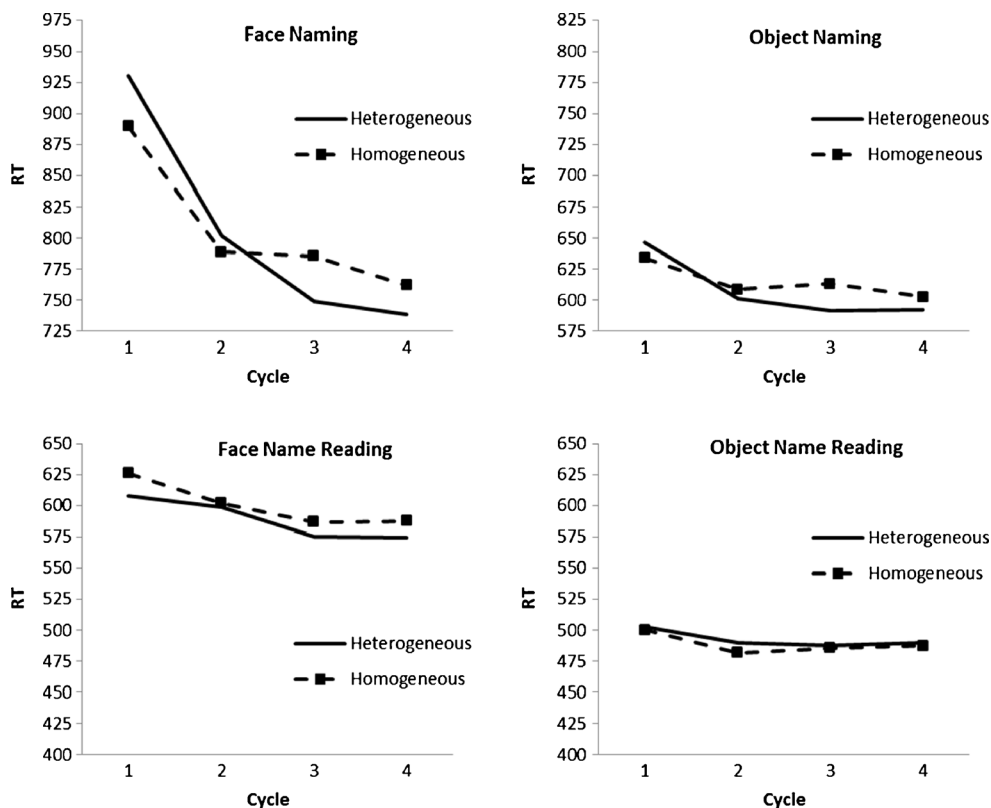 Face Naming
975
950
925
900
875
850
825
800
775
750
725
RT
Heterogeneous
Homogeneous
1 2 3 4
Cycle
Object Naming
825
800
775
750
725
700
675
650
625
600
575
RT
Heterogeneous
Homogeneous
1 2 3 4
Cycle
Face Name Reading
650
625
600
575
550
525
500
475
450
425
400
RT
Heterogeneous
Homogeneous
1 2 3 4
Cycle
Object Name Reading
650
625
600
575
550
525
500
475
450
425
400
RT
Heterogeneous
Homogeneous
1 2 3 4
Cycle